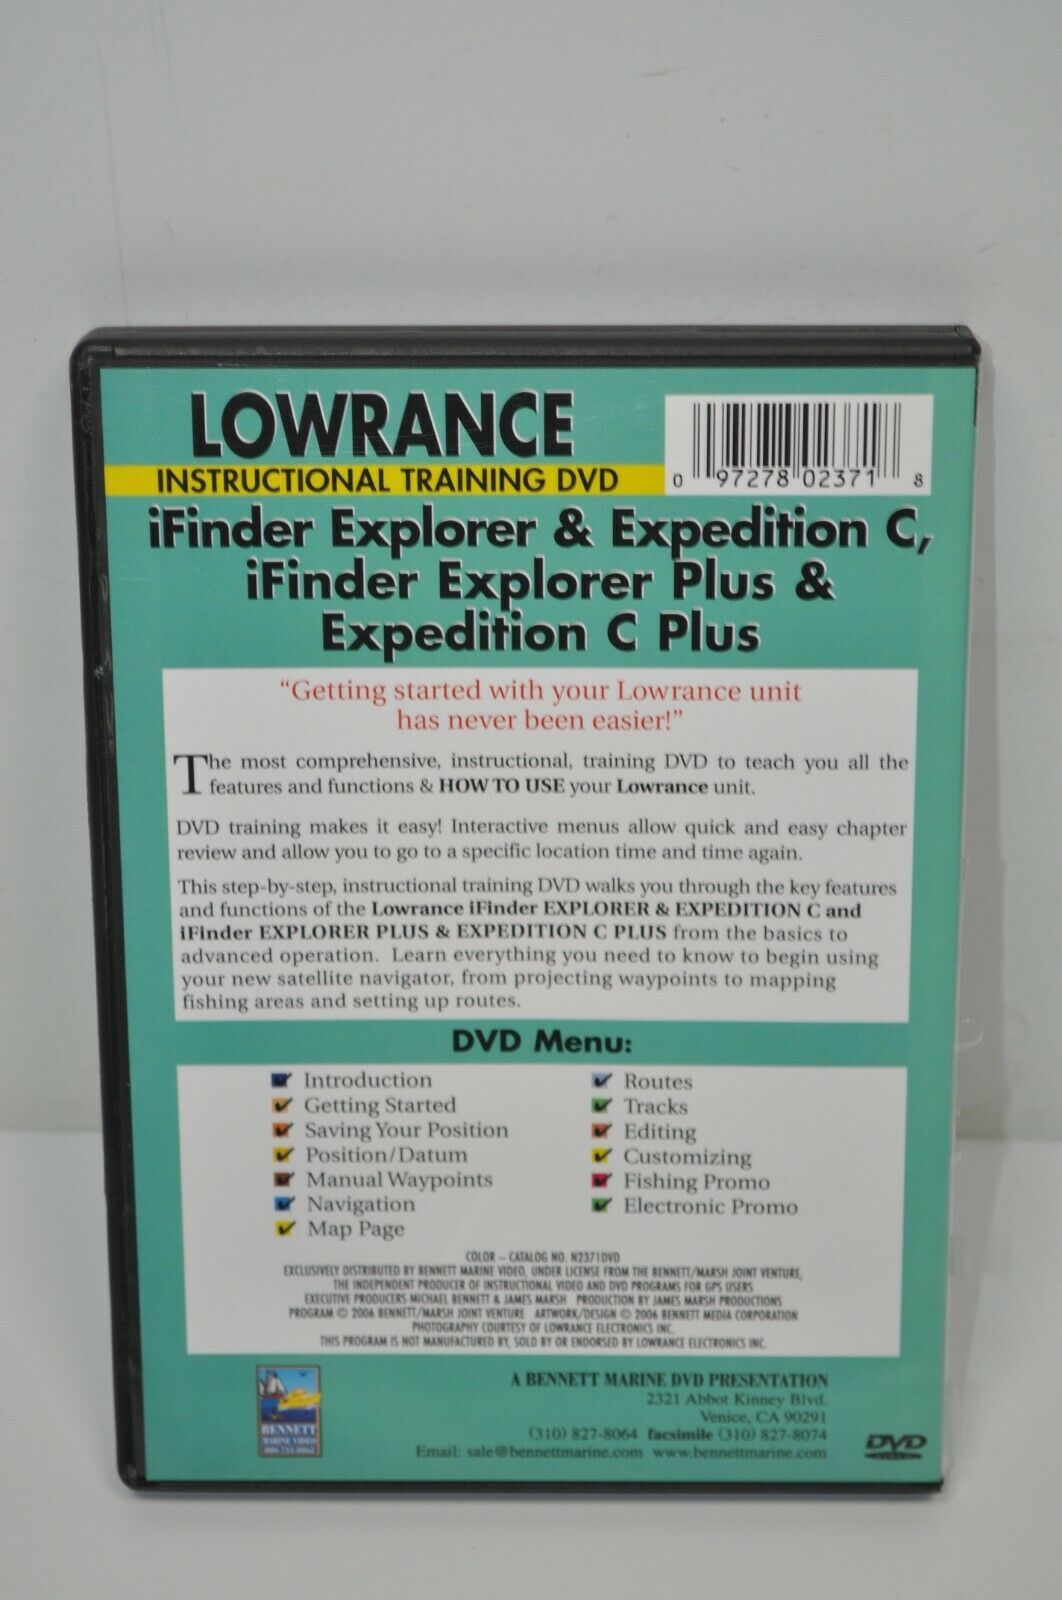 LOWRANCE
INSTRUCTIONAL TRAINING DVD
0 97278 02371 8
iFinder Explorer & Expedition C,
iFinder Explorer Plus &
Expedition C Plus
“Getting started with your Lowrance unit
has never been easier!”
The most comprehensive, instructional, training DVD to teach you all the
features and functions & HOW TO USE your Lowrance unit.
DVD training makes it easy! Interactive menus allow quick and easy chapter
review and allow you to go to a specific location time and time again.
This step-by-step, instructional training DVD walks you through the key features
and functions of the Lowrance iFinder EXPLORER & EXPEDITION C and
iFinder EXPLORER PLUS & EXPEDITION C PLUS from the basics to
advanced operation. Learn everything you need to know to begin using
your new satellite navigator, from projecting waypoints to mapping
fishing areas and setting up routes.
DVD Menu:
Introduction
Getting Started
Saving Your Position
Position/Datum
Manual Waypoints
Navigation
Map Page
Routes
Tracks
Editing
Customizing
Fishing Promo
Electronic Promo
COLOR – CATALOG NO. N2371DVD
EXCLUSIVELY DISTRIBUTED BY BENNETT MARINE VIDEO, UNDER LICENSE FROM THE BENNETT/MARSH JOINT VENTURE,
THE INDEPENDENT PRODUCER OF INSTRUCTIONAL VIDEO AND DVD PROGRAMS FOR GPS USERS
EXECUTIVE PRODUCERS MICHAEL BENNETT & JAMES MARSH PRODUCTION BY JAMES MARSH PRODUCTIONS
PROGRAM © 2006 BENNETT/MARSH JOINT VENTURE ARTWORK/DESIGN © 2006 BENNETT MEDIA CORPORATION
PHOTOGRAPHY COURTESY OF LOWRANCE ELECTRONICS INC.
THIS PROGRAM IS NOT MANUFACTURED BY, SOLD BY OR ENDORSED BY LOWRANCE ELECTRONICS INC.
BENNETT
MARINE VIDEO
800-733-8862
A BENNETT MARINE DVD PRESENTATION
2321 Abbot Kinney Blvd.
Venice, CA 90291
(310) 827-8064 facsimile (310) 827-8074
Email: sale@bennettmarine.com www.bennettmarine.com
DVD
VIDEO